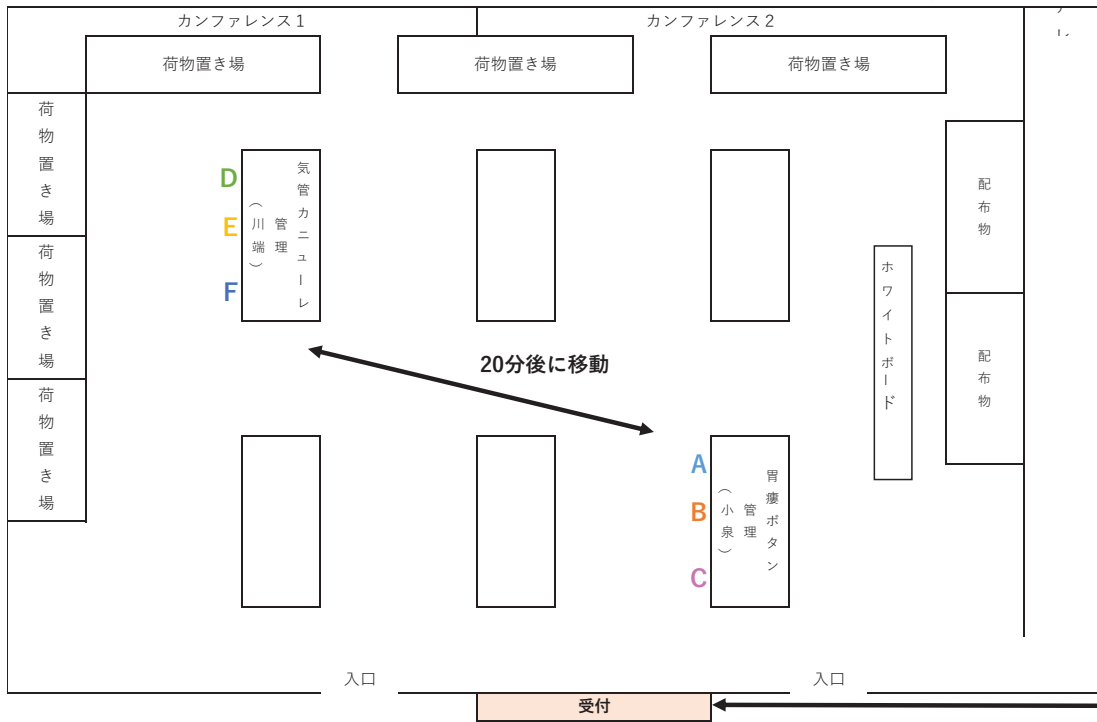 カンファレンス１
カンファレンス２
荷物置き場
荷物置き場
荷物置き場
荷物置き場
荷物置き場
荷物置き場
D
E
F
気管カニューレ
管理
（川端）
配布物
配布物
ホワイトボード
20分後に移動
A
B
C
胃瘻ボタン
管理
（小泉）
入口
入口
受付